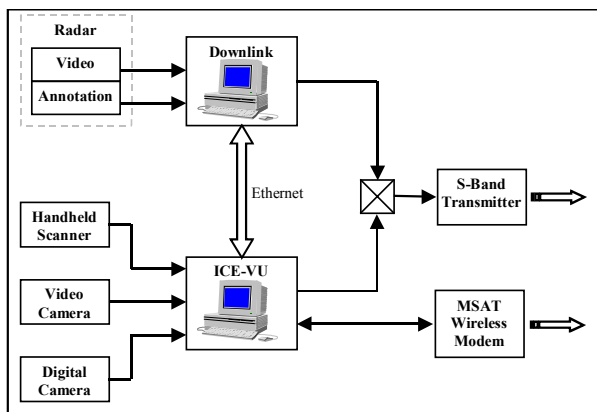 Radar
Video
Annotation
Downlink
Ethernet
Handheld
Scanner
Video
Camera
Digital
Camera
ICE-VU
S-Band
Transmitter
MSAT
Wireless
Modem